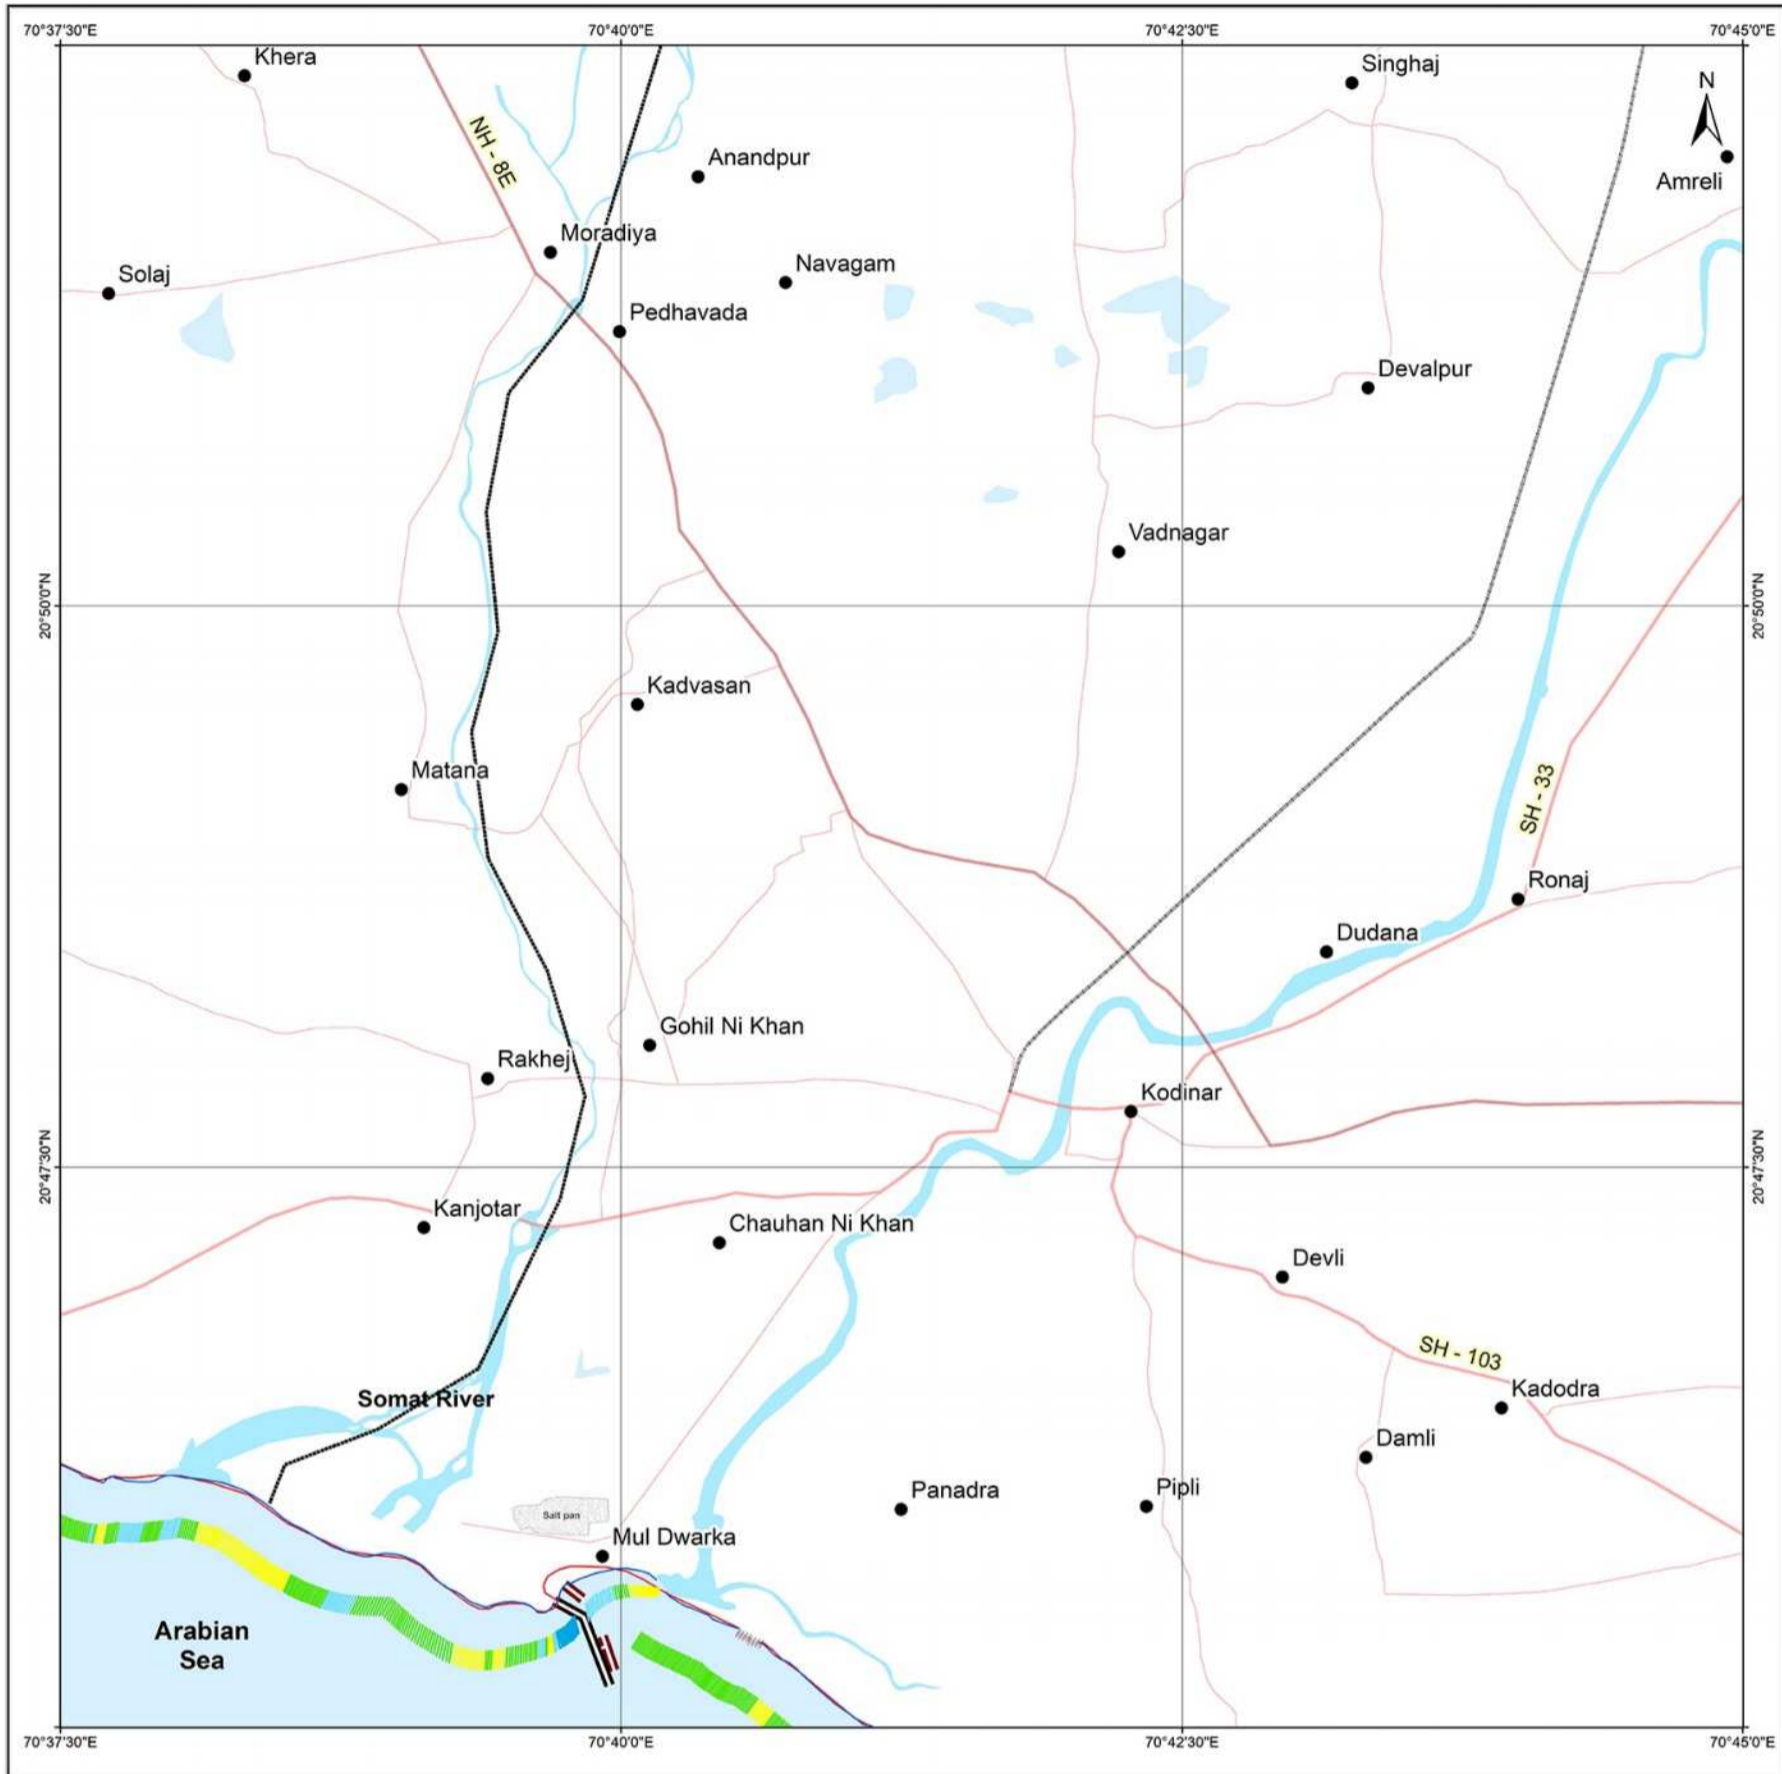 70°37'30"E
70°40'0"E
70°42'30"E
70°45'0"E
Khera
Singhaj
N
NH - 8E
Anandpur
Amreli
Moradiya
Navagam
Solaj
Pedhavada
Devalpur
Vadnagar
20°50'0"N
20°50'0"N
Kadvasan
Matana
SH - 33
Ronaj
Dudana
Gohil Ni Khan
Rakhej
Kodinar
20°47'30"N
20°47'30"N
Kanjotar
Chauhan Ni Khan
Devli
SH - 103
Somat River
Kadodra
Damli
Panadra
Pipli
Salt pan
Mul Dwarka
Arabian
Sea
70°37'30"E
70°40'0"E
70°42'30"E
70°45'0"E